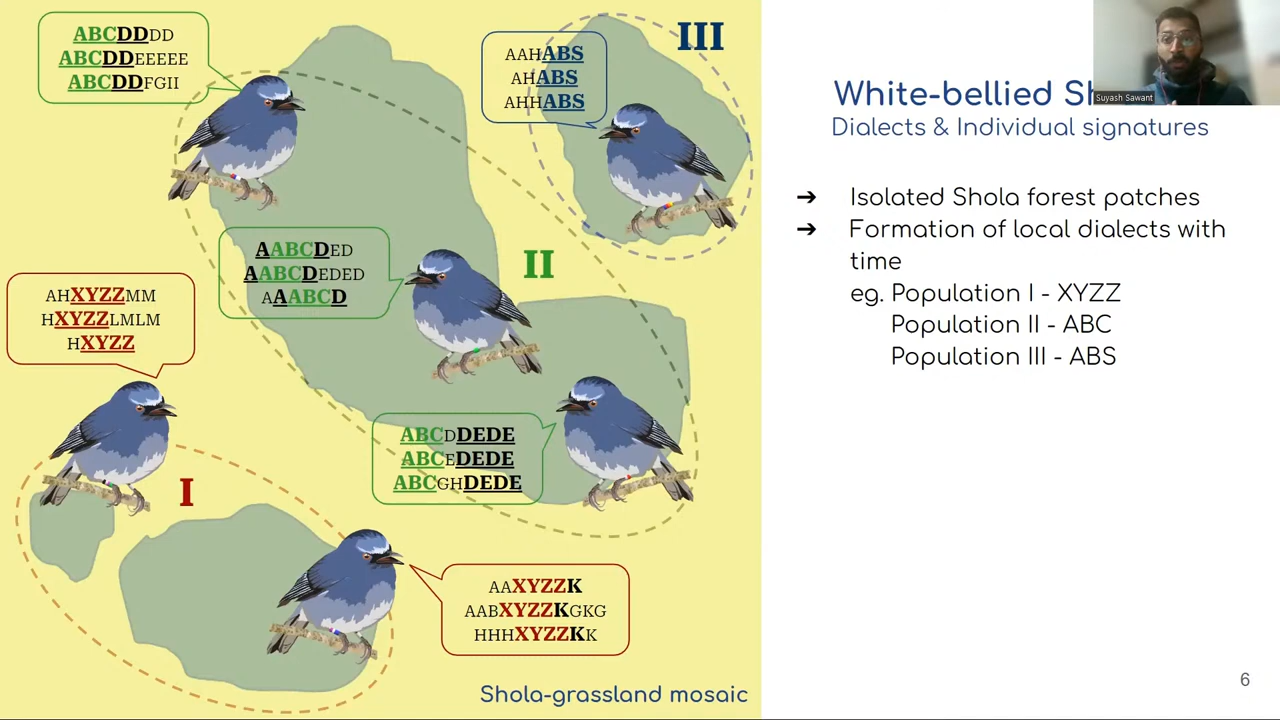 ABCDDDD
ABCDDEEEEE
ABCDDFGII
III
AAHABS
AHABS
AHHABS
AABCDED
AABCDEDED
AAABCD
II
AHXYZZMM
HXYZZLMLM
HXYZZ
ABCDDEDE
ABCEDEDE
ABCGHDEDE
I
AAXYZZK
AABXYZZKGKG
HHHXYZZKK
Shola-grassland mosaic
Suyash Sawant
White-bellied
Dialects & Individual signatures
➔ Isolated Shola forest patches
➔ Formation of local dialects with
time
eg. Population I - XYZZ
Population II - ABC
Population III - ABS
6